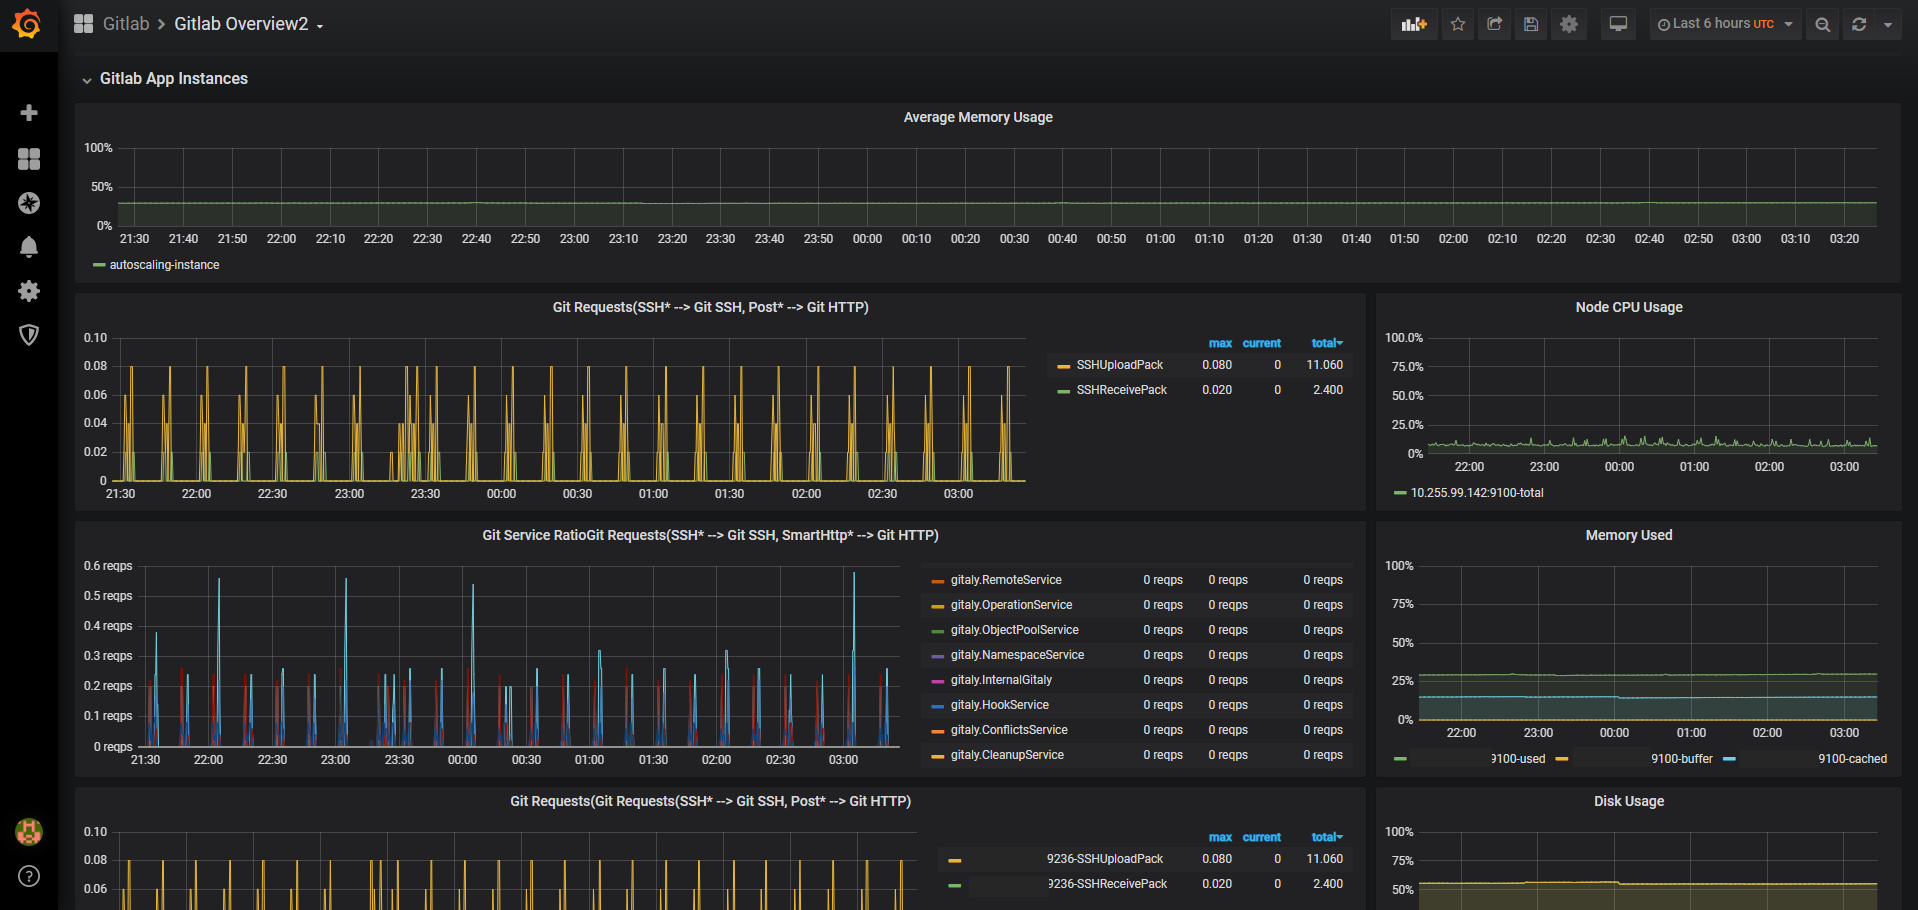 Gitlab > Gitlab Overview2
Last 6 hours UTC
Gitlab App Instances
Average Memory Usage
100%
50%
0%
21:30 21:40 21:50 22:00 22:10 22:20 22:30 22:40 22:50 23:00 23:10 23:20 23:30 23:40 23:50 00:00 00:10 00:20 00:30 00:40 00:50 01:00 01:10 01:20 01:30 01:40 01:50 02:00 02:10 02:20 02:30 02:40 02:50 03:00 03:10 03:20
autoscaling-instance
Git Requests(SSH* --> Git SSH, Post* --> Git HTTP)
0.10
0.08
0.06
0.04
0.02
0
21:30 22:00 22:30 23:00 23:30 00:00 00:30 01:00 01:30 02:00 02:30 03:00
max current total
SSHUploadPack 0.080 0 11.060
SSHReceivePack 0.020 0 2.400
Node CPU Usage
100.0%
75.0%
50.0%
25.0%
0%
22:00 23:00 00:00 01:00 02:00 03:00
10.255.99.142:9100-total
Git Service RatioGit Requests(SSH* --> Git SSH, SmartHttp* --> Git HTTP)
0.6 reqps
0.5 reqps
0.4 reqps
0.3 reqps
0.2 reqps
0.1 reqps
0 reqps
21:30 22:00 22:30 23:00 23:30 00:00 00:30 01:00 01:30 02:00 02:30 03:00
gitaly.RemoteService 0 reqps 0 reqps 0 reqps
gitaly.OperationService 0 reqps 0 reqps 0 reqps
gitaly.ObjectPoolService 0 reqps 0 reqps 0 reqps
gitaly.NamespaceService 0 reqps 0 reqps 0 reqps
gitaly.InternalGitaly 0 reqps 0 reqps 0 reqps
gitaly.HookService 0 reqps 0 reqps 0 reqps
gitaly.ConflictsService 0 reqps 0 reqps 0 reqps
gitaly.CleanupService 0 reqps 0 reqps 0 reqps
Memory Used
100%
75%
50%
25%
0%
22:00 23:00 00:00 01:00 02:00 03:00
9100-used 9100-buffer 9100-cached
Git Requests(Git Requests(SSH* --> Git SSH, Post* --> Git HTTP)
0.10
0.08
0.06
max current total
9236-SSHUploadPack 0.080 0 11.060
9236-SSHReceivePack 0.020 0 2.400
Disk Usage
100%
75%
50%